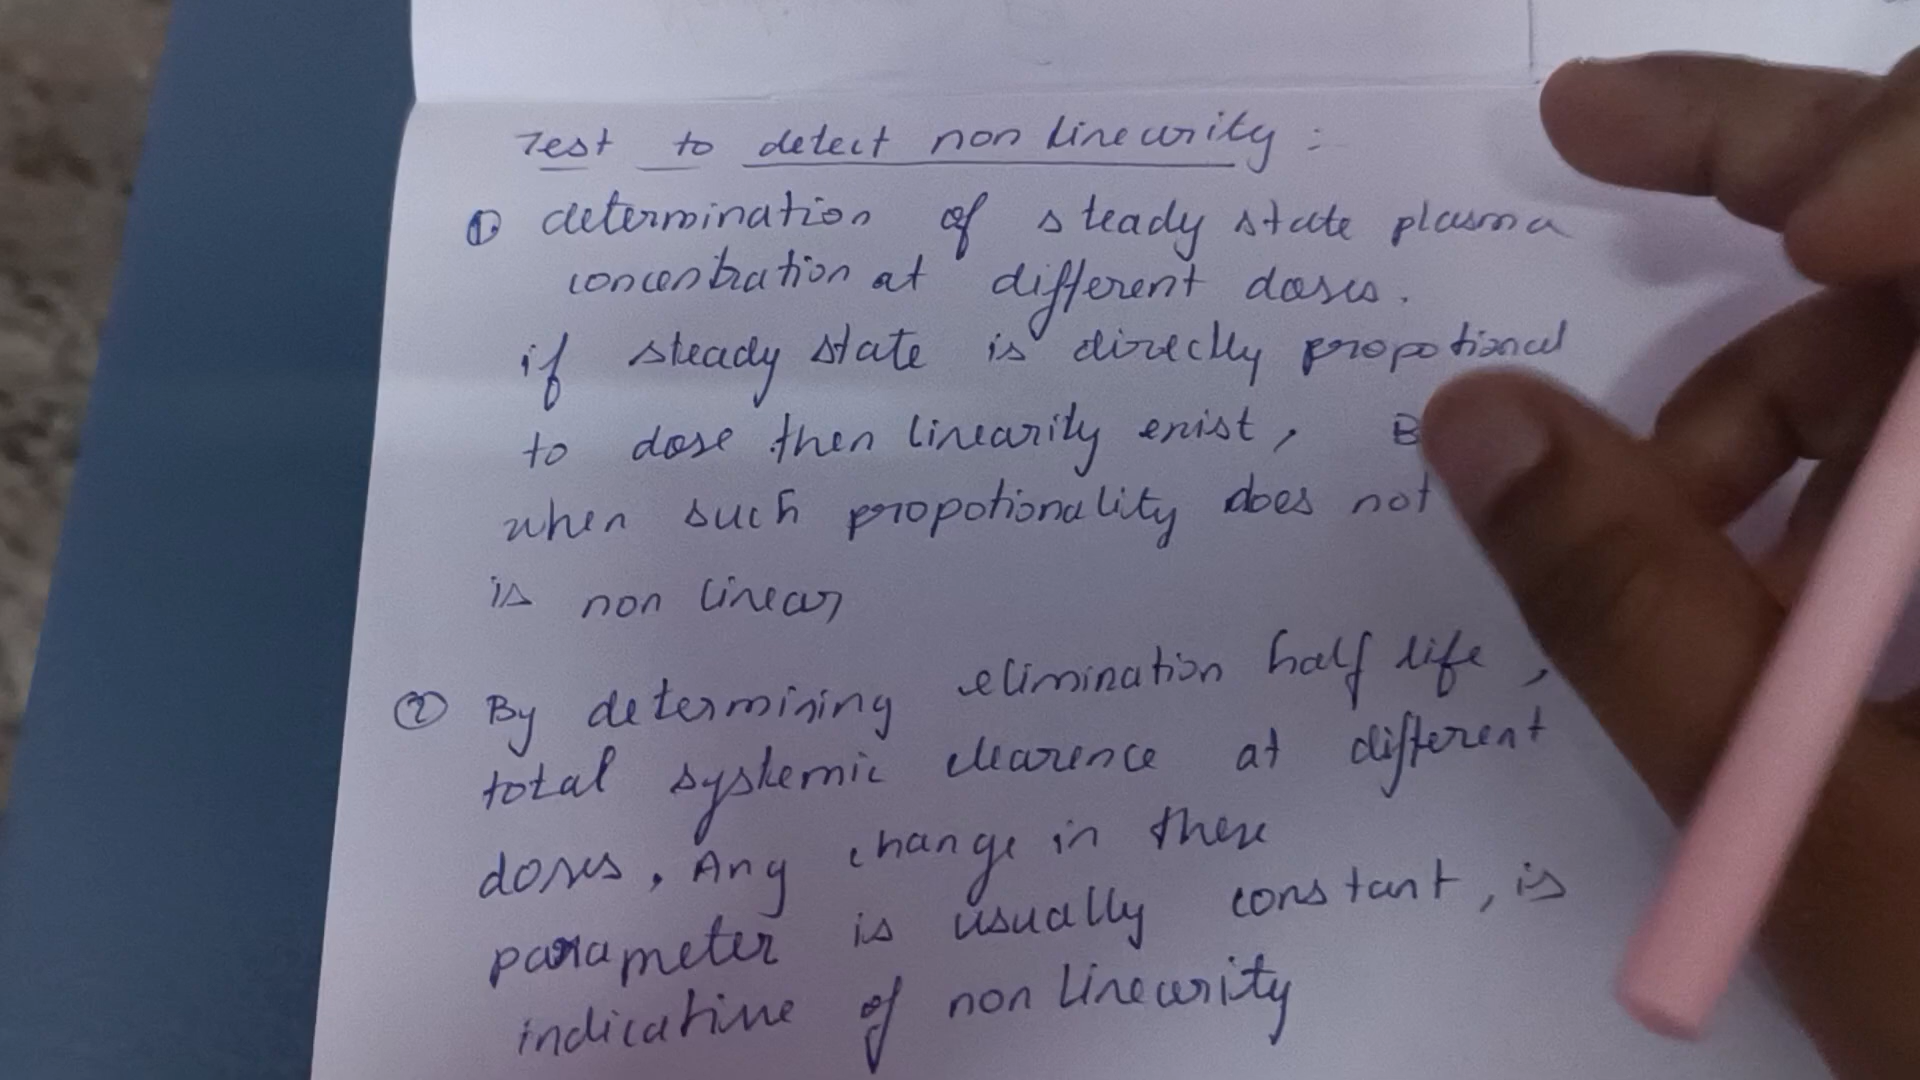 Test to detect non linearity :
① determination of steady state plasma
concentration at different doses.
if steady state is directly propotional
to dose then linearity exist,
when such propotionality does not
is non linear
② By determining elimination half life,
total systemic clearence at different
doses. Any change in these
parameter is usually constant, is
indicative of non linearity